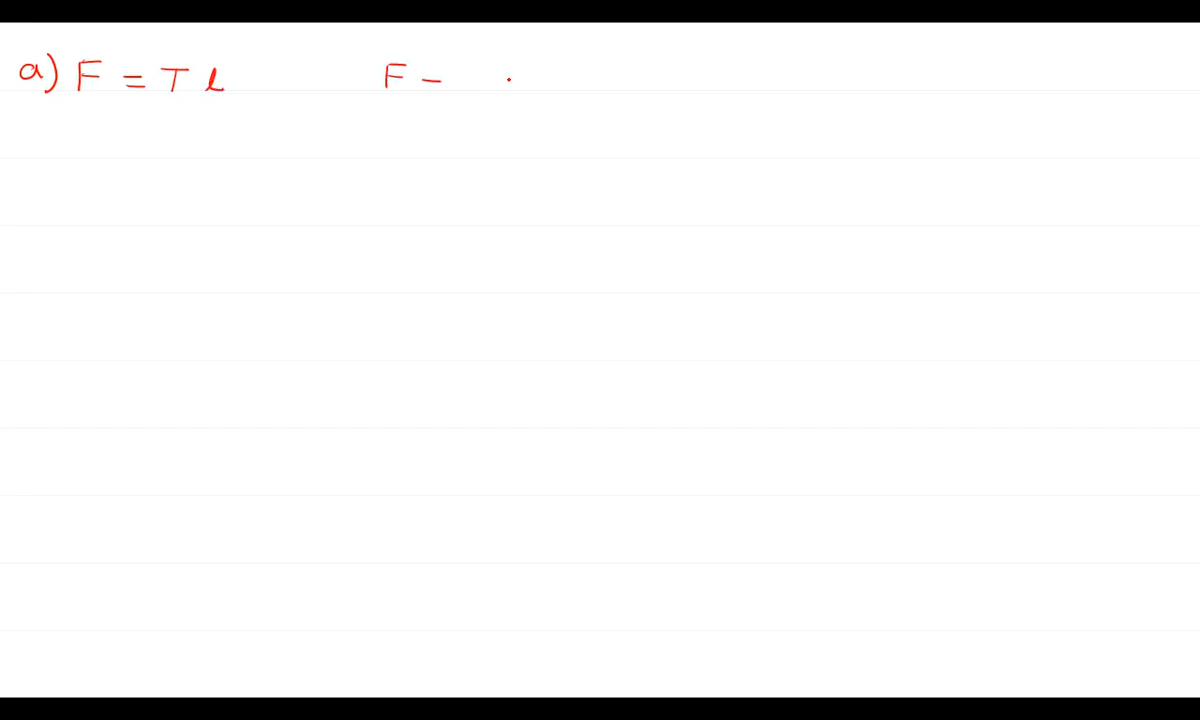 a) F = T l F -